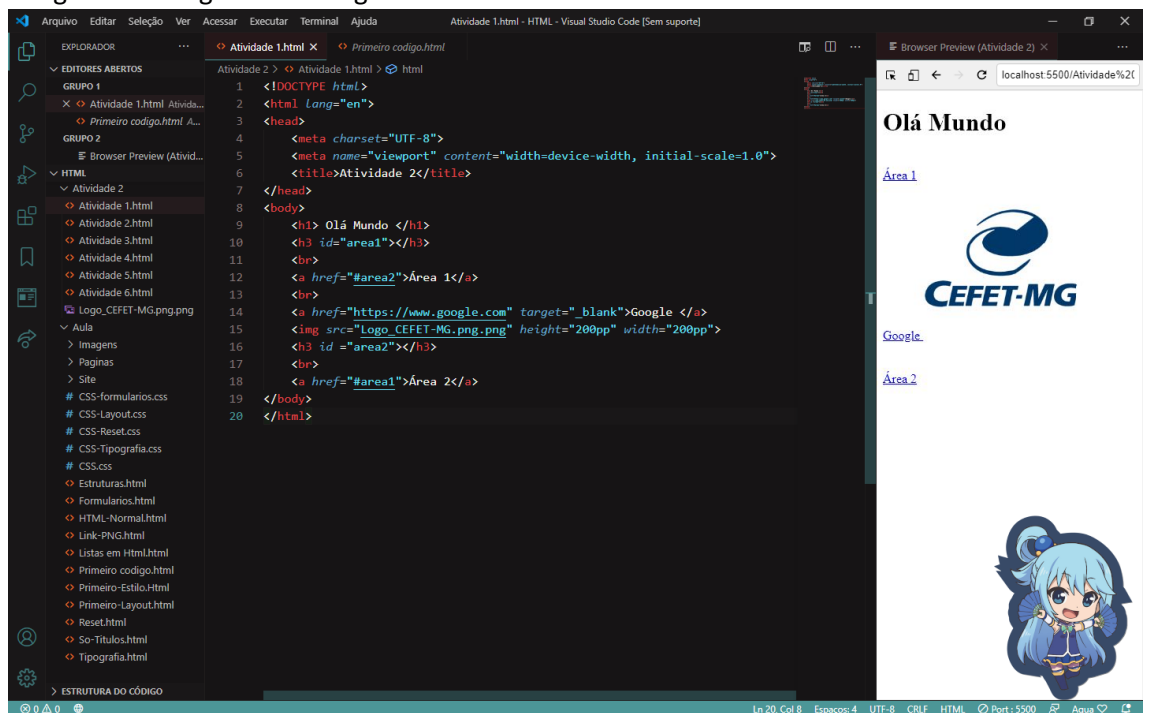 Arquivo Editar Seleção Ver Acessar Executar Terminal Ajuda
Atividade 1.html - HTML - Visual Studio Code [Sem suporte]
EXPLORADOR
EDITORES ABERTOS
GRUPO 1
Atividade 1.html Ativida...
Primeiro codigo.html A...
GRUPO 2
Browser Preview (Ativid...
HTML
Atividade 2
Atividade 1.html
Atividade 2.html
Atividade 3.html
Atividade 4.html
Atividade 5.html
Atividade 6.html
Logo_CEFET-MG.png.png
Aula
Imagens
Paginas
Site
CSS-formularios.css
CSS-Layout.css
CSS-Reset.css
CSS-Tipografia.css
CSS.css
Estruturas.html
Formularios.html
HTML-Normal.html
Link-PNG.html
Listas em Html.html
Primeiro codigo.html
Primeiro-Estilo.Html
Primeiro-Layout.html
Reset.html
So-Titulos.html
Tipografia.html
ESTRUTURA DO CÓDIGO
Atividade 1.html
Primeiro codigo.html
Atividade 2 > Atividade 1.html > html
1 <!DOCTYPE html>
2 <html lang="en">
3 <head>
4 <meta charset="UTF-8">
5 <meta name="viewport" content="width=device-width, initial-scale=1.0">
6 <title>Atividade 2</title>
7 </head>
8 <body>
9 <h1> Olá Mundo </h1>
10 <h3 id="area1"></h3>
11 <br>
12 <a href="#area2">Área 1</a>
13 <br>
14 <a href="https://www.google.com" target="_blank">Google </a>
15 <img src="Logo_CEFET-MG.png.png" height="200pp" width="200pp">
16 <h3 id ="area2"></h3>
17 <br>
18 <a href="#area1">Área 2</a>
19 </body>
20 </html>
Browser Preview (Atividade 2)
localhost:5500/Atividade%2(
Olá Mundo
Área 1
CEFET-MG
Google
Área 2
0 0
Ln 20, Col 8 Espaços: 4 UTF-8 CRLF HTML Port : 5500 Aqua